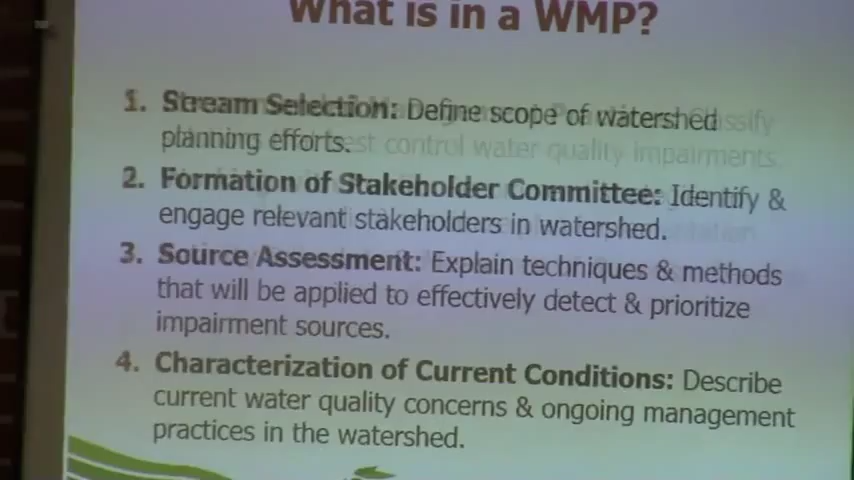 What is in a WMP?
1. Stream Selection: Define scope of watershed
planning efforts.
2. Formation of Stakeholder Committee: Identify &
engage relevant stakeholders in watershed.
3. Source Assessment: Explain techniques & methods
that will be applied to effectively detect & prioritize
impairment sources.
4. Characterization of Current Conditions: Describe
current water quality concerns & ongoing management
practices in the watershed.